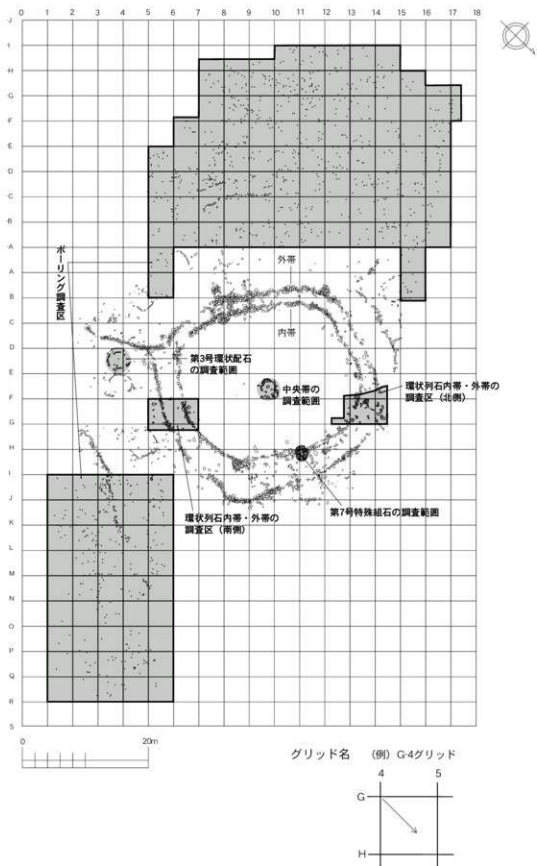 0 1 2 3 4 5 6 7 8 9 10 11 12 13 14 15 16 17 18
J
I
H
G
F
E
D
C
B
A
A
B
C
D
E
F
G
H
I
J
K
L
M
N
O
P
Q
R
S
ボーリング調査区
外帯
内帯
第3号環状配石
の調査範囲
中央帯の
調査範囲
環状列石内帯・外帯の
調査区(北側)
環状列石内帯・外帯の
調査区(南側)
第7号特殊組石の調査範囲
0 20m
グリッド名 (例)G-4グリッド
4 5
G
H